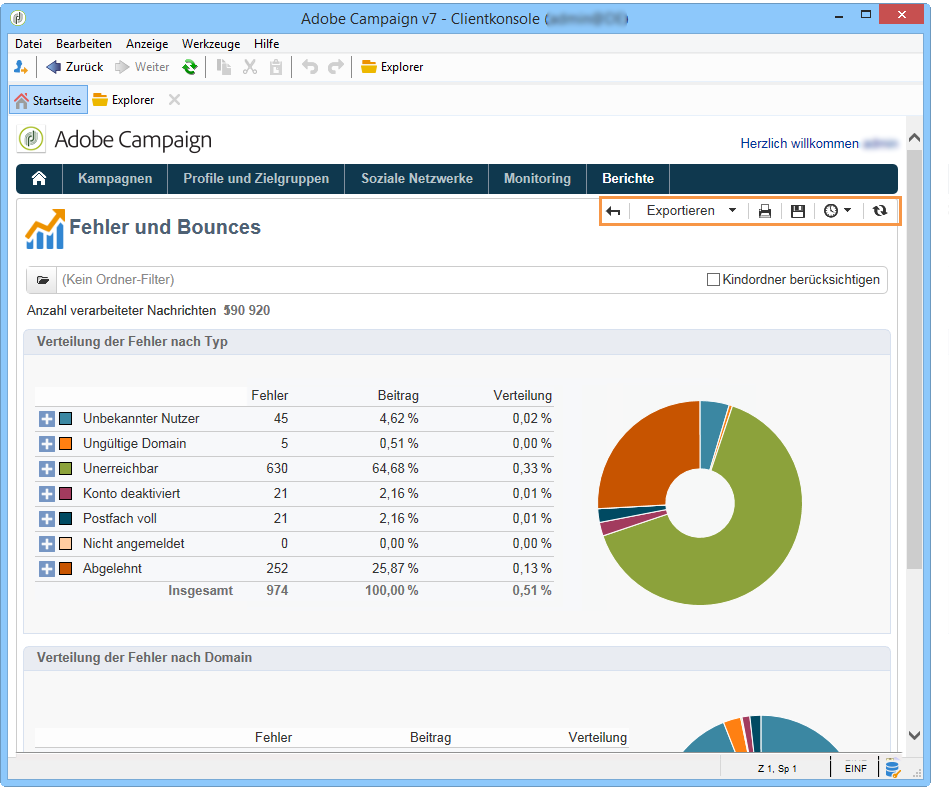 Adobe Campaign v7 - Clientkonsole (
Datei Bearbeiten Anzeige Werkzeuge Hilfe
Zurück Weiter Explorer
Startseite Explorer
Adobe Campaign
Herzlich willkommen
Kampagnen Profile und Zielgruppen Soziale Netzwerke Monitoring Berichte
Exportieren
Fehler und Bounces
(Kein Ordner-Filter) Kindordner berücksichtigen
Anzahl verarbeiteter Nachrichten 920
Verteilung der Fehler nach Typ
Fehler Beitrag Verteilung
Unbekannter Nutzer 45 4,62 % 0,02 %
Ungültige Domain 5 0,51 % 0,00 %
Unerreichbar 630 64,68 % 0,33 %
Konto deaktiviert 21 2,16 % 0,01 %
Postfach voll 21 2,16 % 0,01 %
Nicht angemeldet 0 0,00 % 0,00 %
Abgelehnt 252 25,87 % 0,13 %
Insgesamt 974 100,00 % 0,51 %
Verteilung der Fehler nach Domain
Fehler Beitrag Verteilung
Z 1, Sp 1 EINF